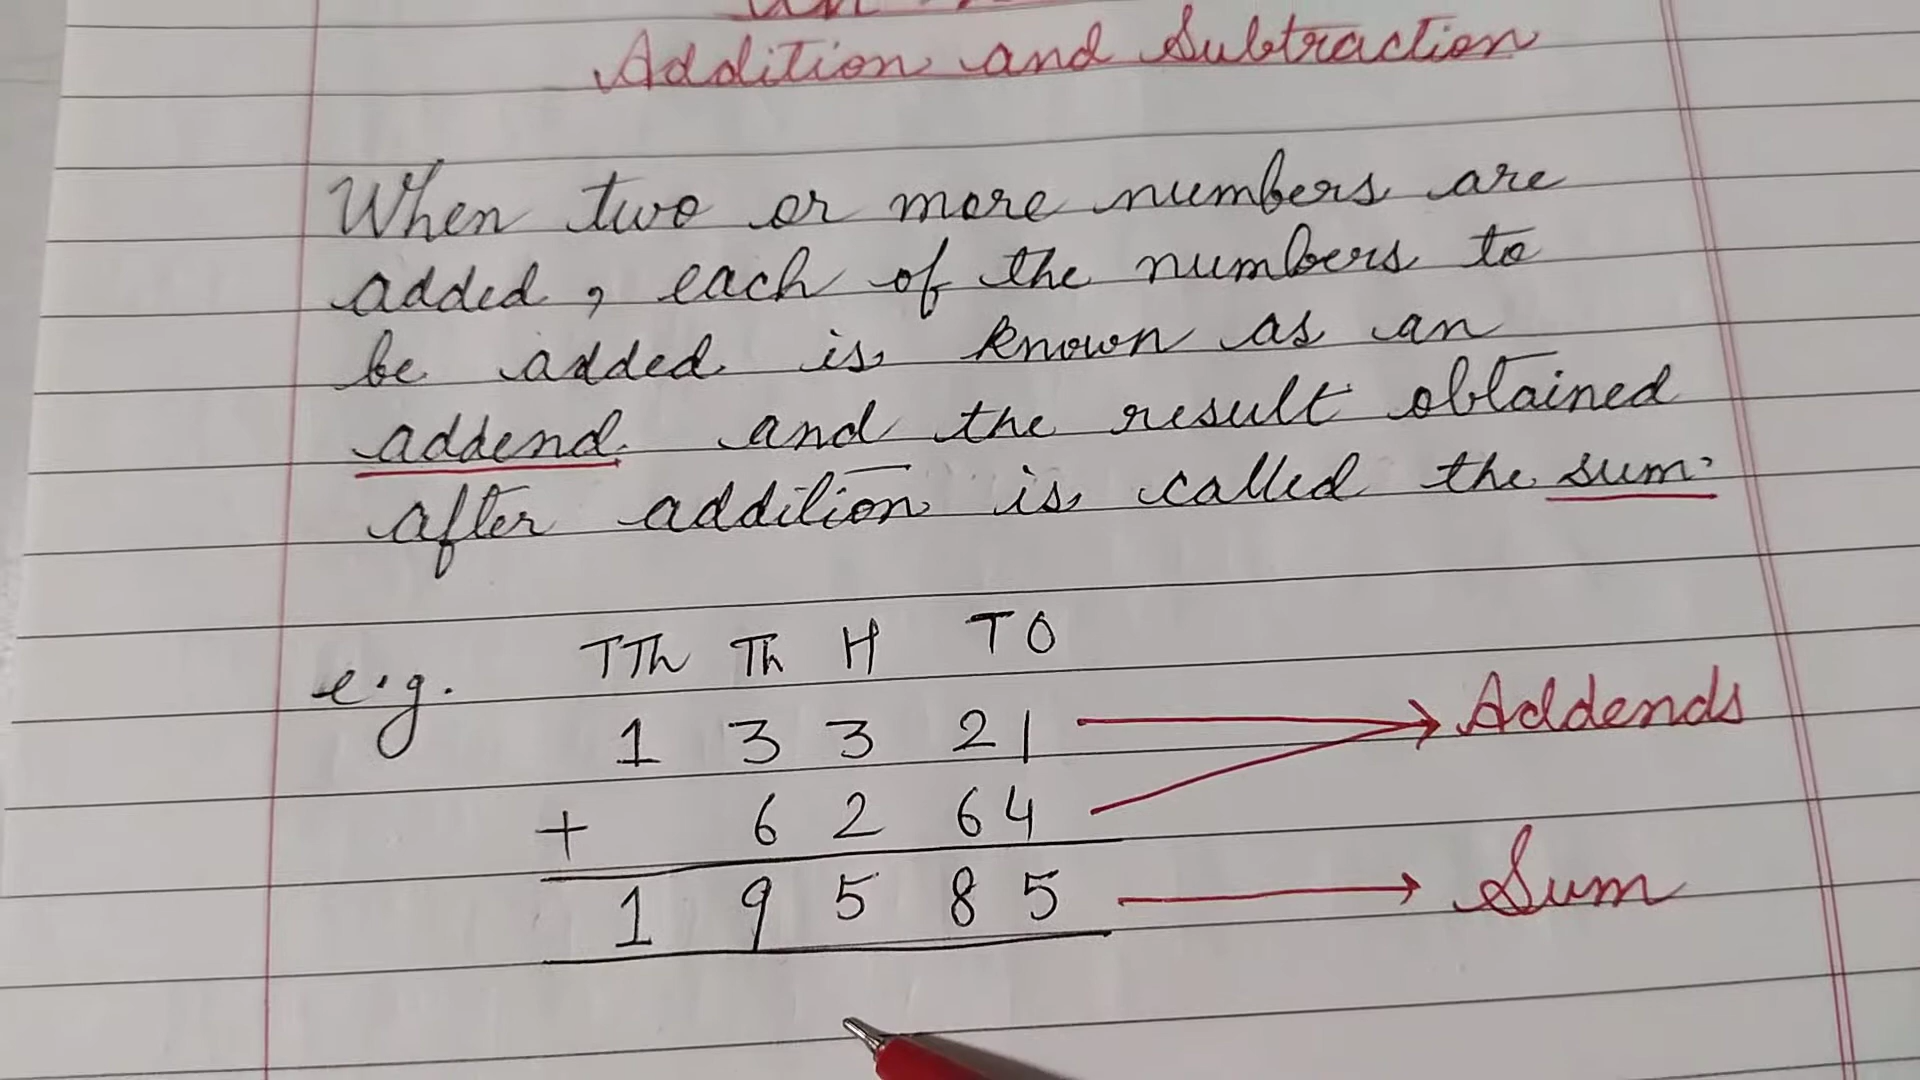 Addition and Subtraction
When two or more numbers are
added, each of the numbers to
be added is known as an
addend and the result obtained
after addition is called the sum.
e.g. TTh Th H T O
1 3 3 2 1 → Addends
+ 6 2 6 4
1 9 5 8 5 → Sum